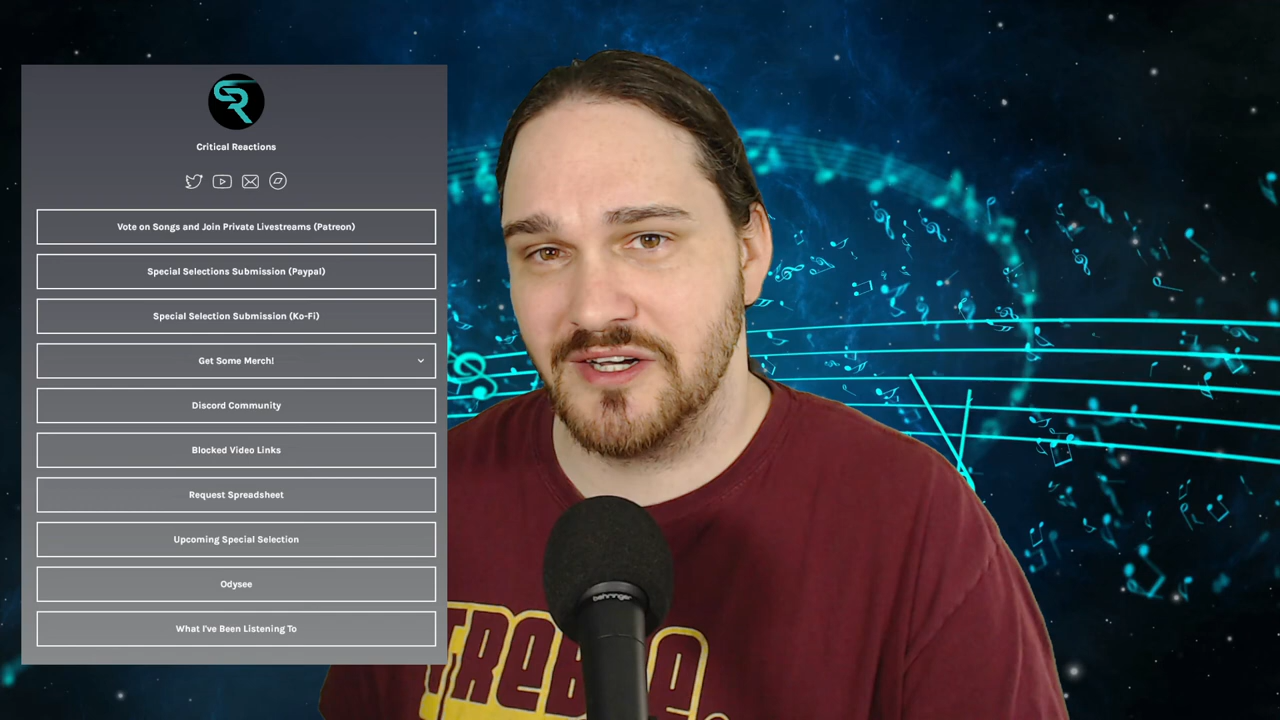 Critical Reactions
Vote on Songs and Join Private Livestreams (Patreon)
Special Selections Submission (Paypal)
Special Selection Submission (Ko-Fi)
Get Some Merch!
Discord Community
Blocked Video Links
Request Spreadsheet
Upcoming Special Selection
Odysee
What I've Been Listening To
behringer